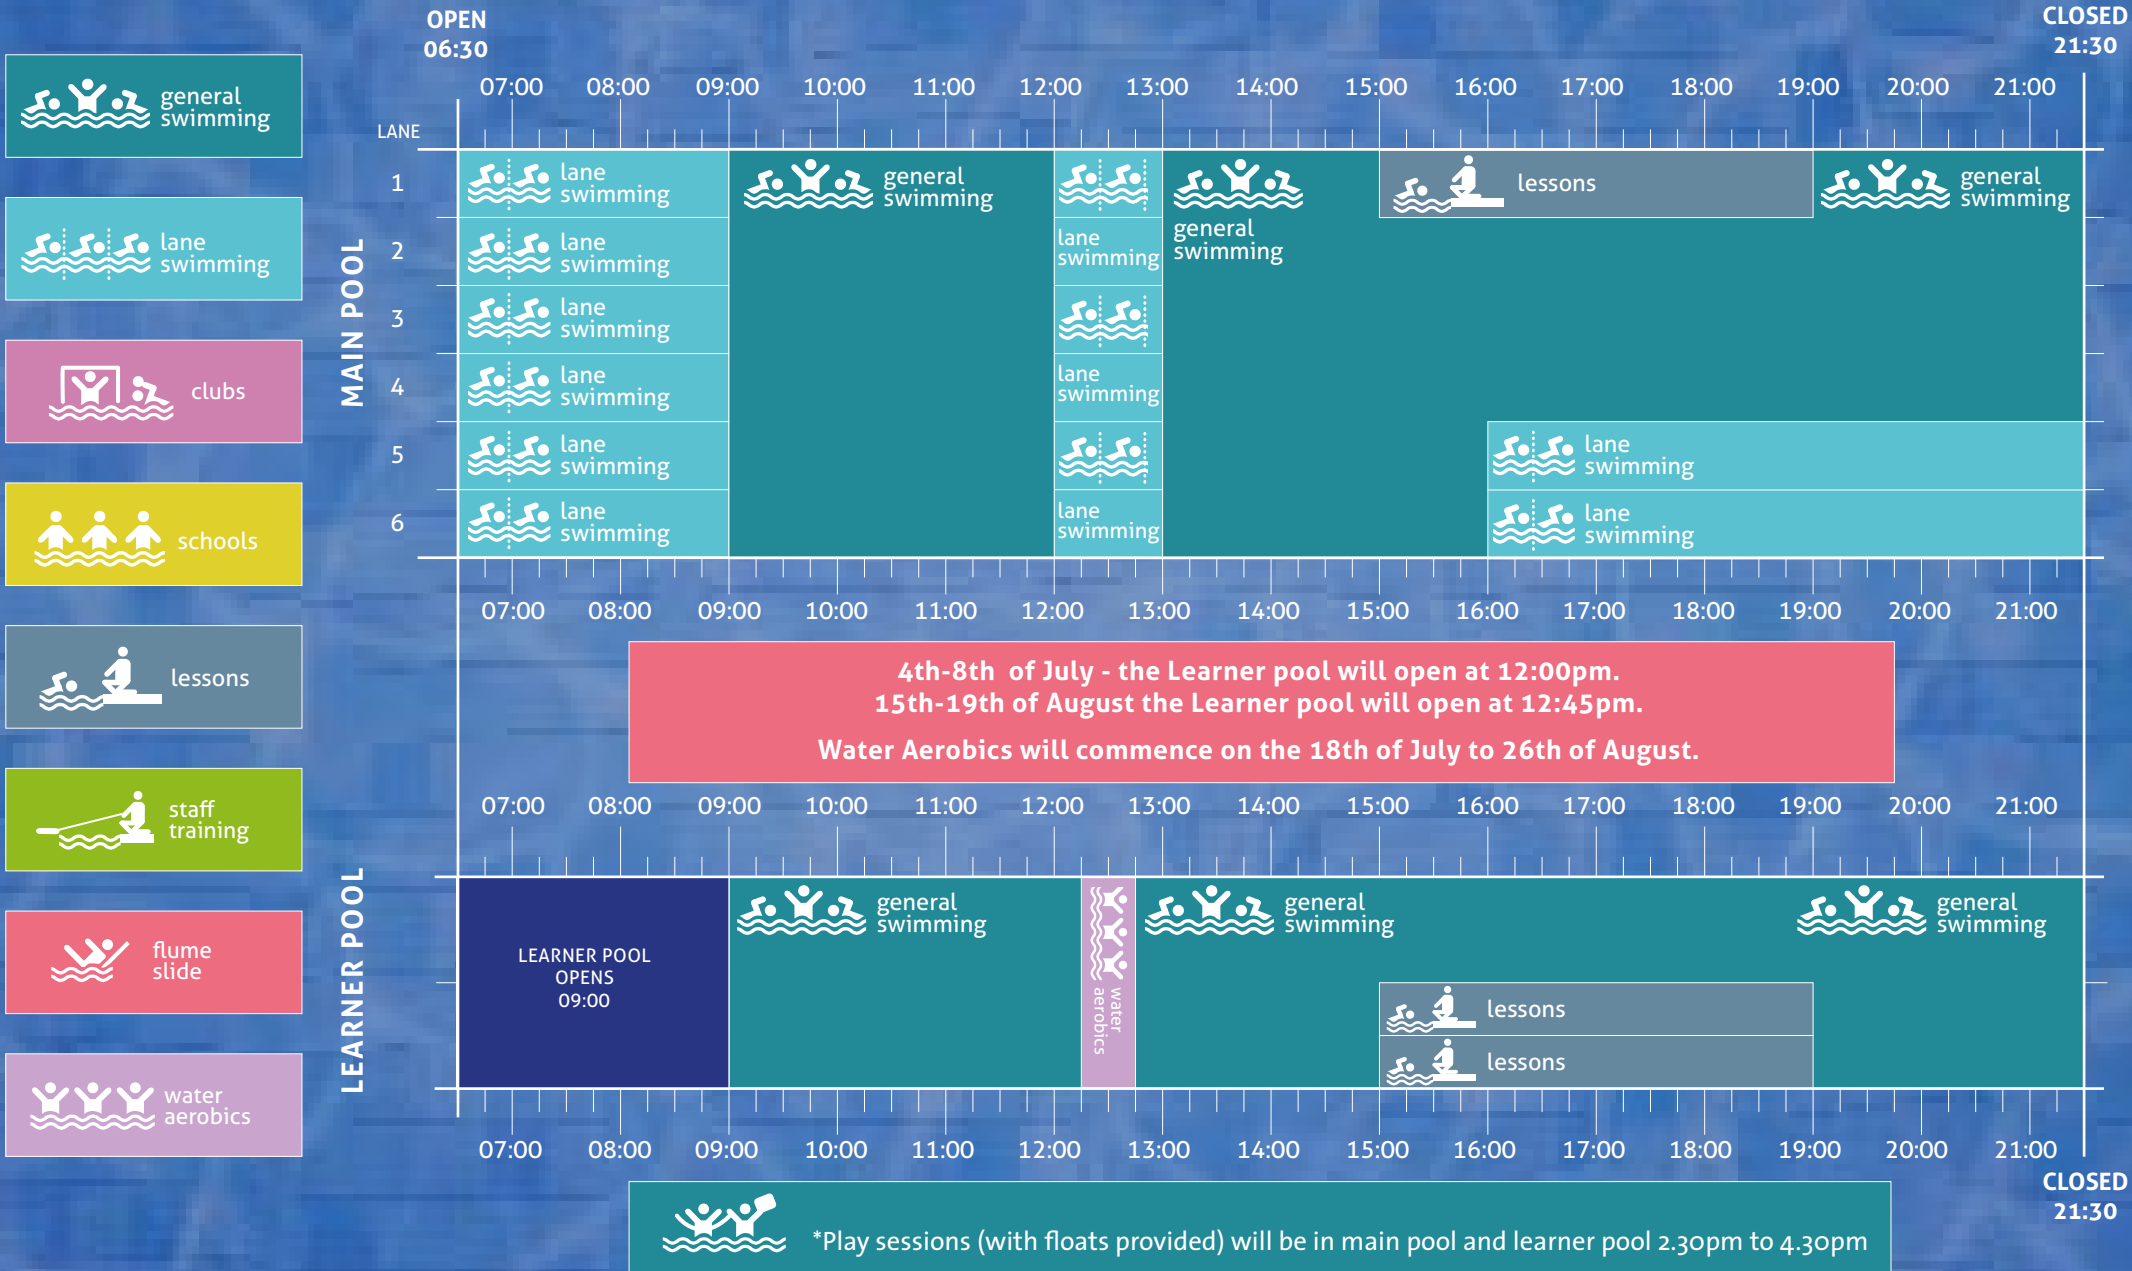 OPEN
06:30
CLOSED
21:30
07:00 08:00 09:00 10:00 11:00 12:00 13:00 14:00 15:00 16:00 17:00 18:00 19:00 20:00 21:00
general
swimming
lane
swimming
clubs
schools
lessons
staff
training
flume
slide
water
aerobics
MAIN POOL
LANE
1
lane
swimming
general
swimming
general
swimming
lessons
general
swimming
2
lane
swimming
lane
swimming
3
lane
swimming
4
lane
swimming
lane
swimming
5
lane
swimming
lane
swimming
6
lane
swimming
lane
swimming
lane
swimming
07:00 08:00 09:00 10:00 11:00 12:00 13:00 14:00 15:00 16:00 17:00 18:00 19:00 20:00 21:00
4th-8th of July - the Learner pool will open at 12:00pm.
15th-19th of August the Learner pool will open at 12:45pm.
Water Aerobics will commence on the 18th of July to 26th of August.
07:00 08:00 09:00 10:00 11:00 12:00 13:00 14:00 15:00 16:00 17:00 18:00 19:00 20:00 21:00
LEARNER POOL
LEARNER POOL
OPENS
09:00
general
swimming
water
aerobics
general
swimming
general
swimming
lessons
lessons
07:00 08:00 09:00 10:00 11:00 12:00 13:00 14:00 15:00 16:00 17:00 18:00 19:00 20:00 21:00
CLOSED
21:30
*Play sessions (with floats provided) will be in main pool and learner pool 2.30pm to 4.30pm